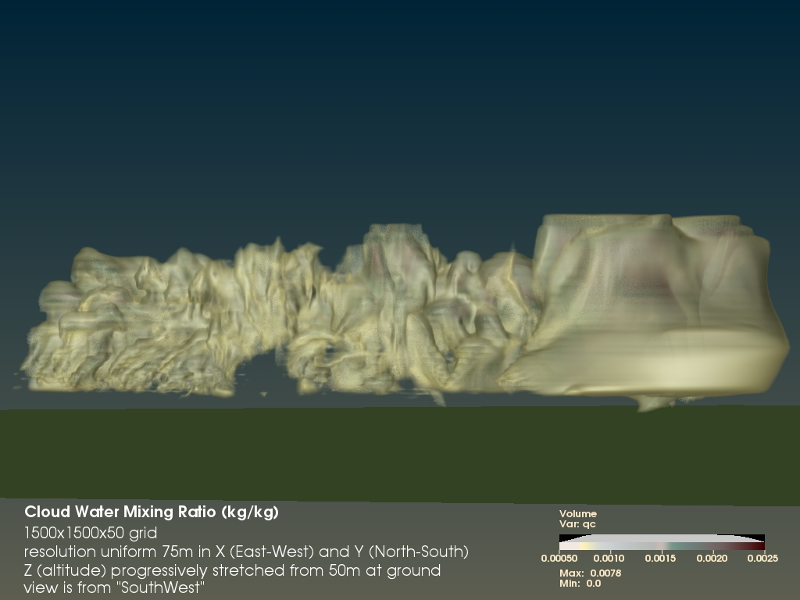 Cloud Water Mixing Ratio (kg/kg)
1500x1500x50 grid
resolution uniform 75m in X (East-West) and Y (North-South)
Z (altitude) progressively stretched from 50m at ground
view is from "SouthWest"
Volume
Var: qc
0.00050 0.0010 0.0015 0.0020 0.0025
Max: 0.0078
Min: 0.0